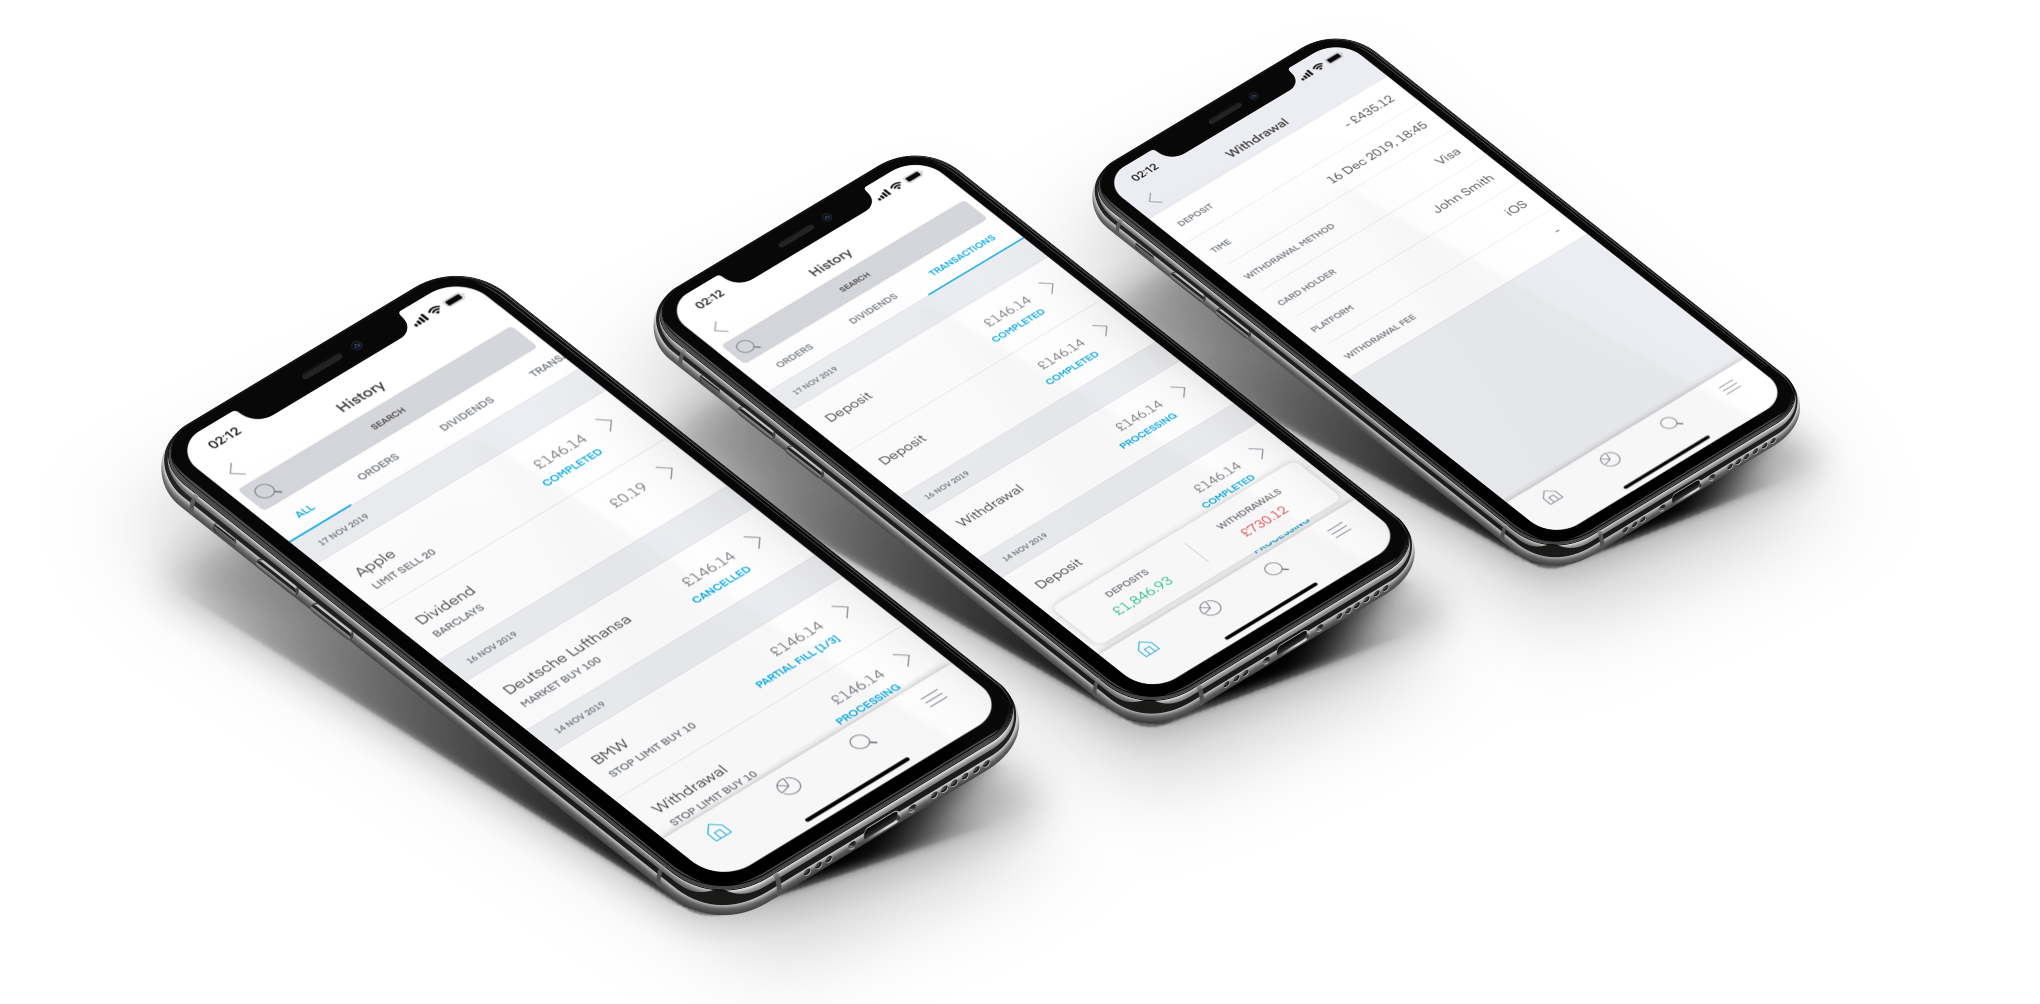 02:12
History
SEARCH
ALL
ORDERS
DIVIDENDS
TRANS
17 NOV 2019
Apple
LIMIT SELL 20
£146.14
COMPLETED
Dividend
BARCLAYS
£0.19
16 NOV 2019
Deutsche Lufthansa
MARKET BUY 100
£146.14
CANCELLED
14 NOV 2019
BMW
STOP LIMIT BUY 10
£146.14
PARTIAL FILL [1/3]
Withdrawal
STOP LIMIT BUY 10
£146.14
PROCESSING
02:12
History
SEARCH
ORDERS
DIVIDENDS
TRANSACTIONS
17 NOV 2019
Deposit
£146.14
COMPLETED
Deposit
£146.14
COMPLETED
16 NOV 2019
Withdrawal
£146.14
PROCESSING
14 NOV 2019
Deposit
£146.14
COMPLETED
DEPOSITS
£1,846.93
WITHDRAWALS
£730.12
PROCESSING
02:12
Withdrawal
DEPOSIT
- £435.12
TIME
16 Dec 2019, 18:45
WITHDRAWAL METHOD
Visa
CARD HOLDER
John Smith
PLATFORM
iOS
WITHDRAWAL FEE
-